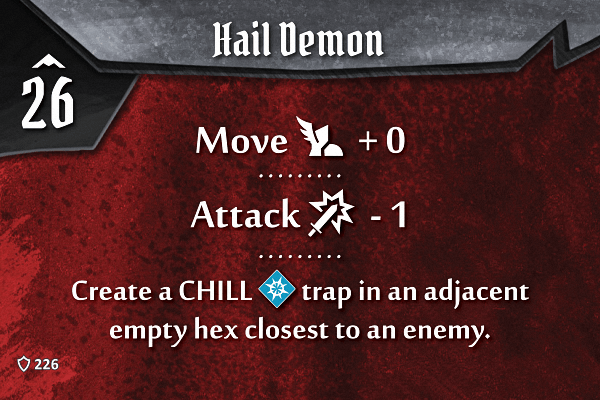 Hail Demon
26
Move + 0
Attack - 1
Create a CHILL trap in an adjacent
empty hex closest to an enemy.
226